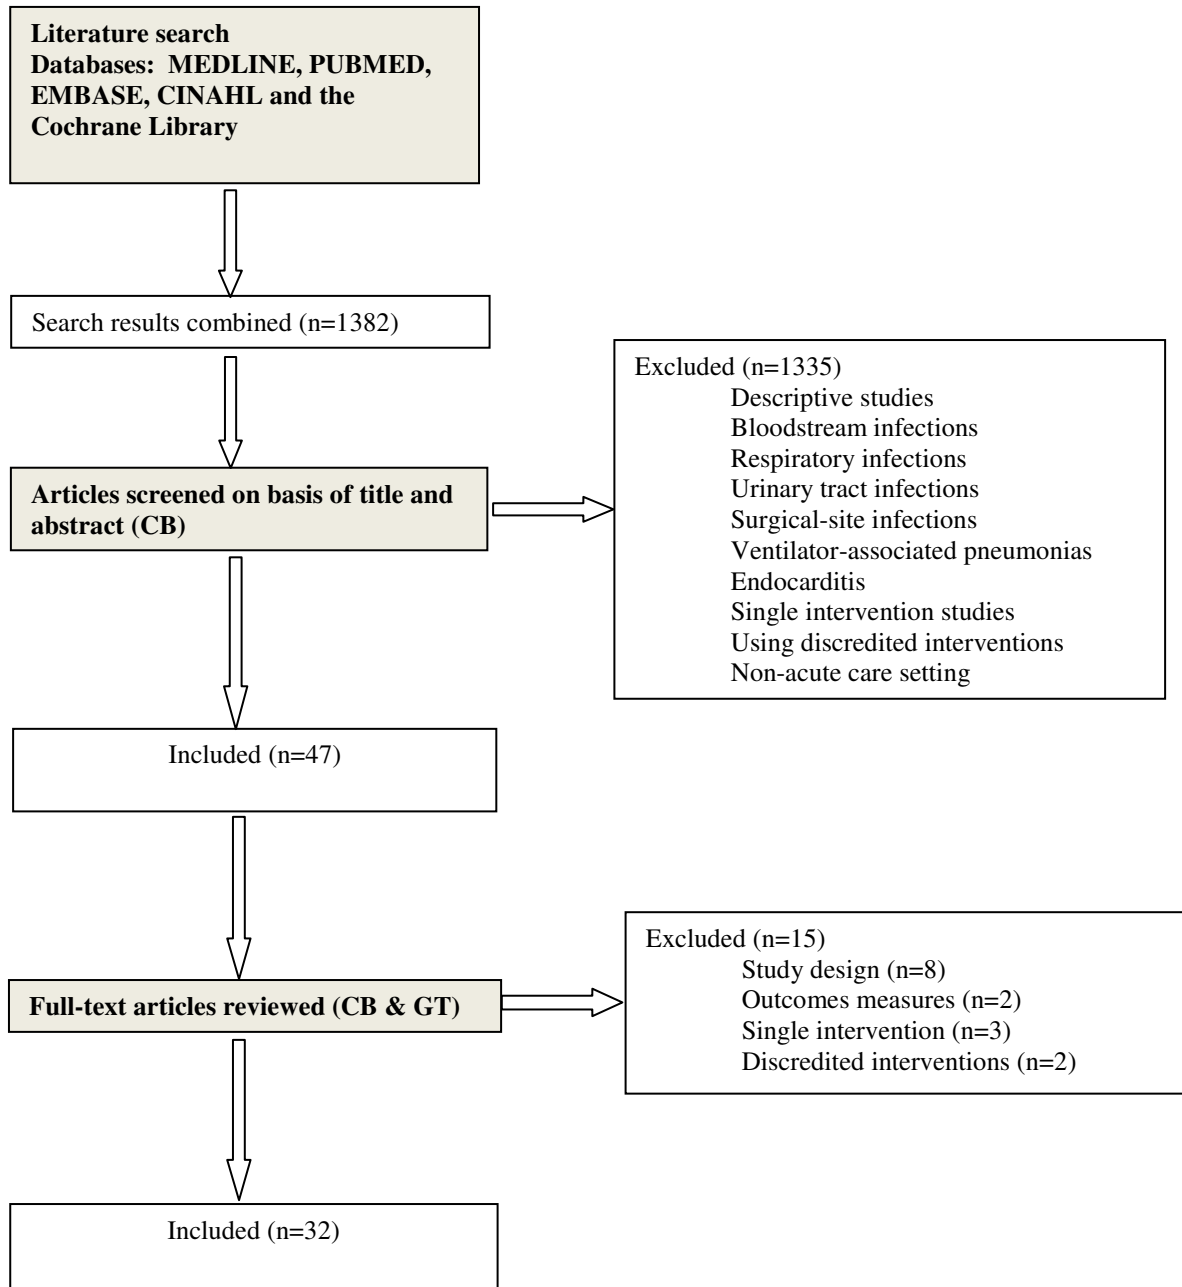 Literature search
Databases: MEDLINE, PUBMED,
EMBASE, CINAHL and the
Cochrane Library
Search results combined (n=1382)
Excluded (n=1335)
Descriptive studies
Bloodstream infections
Respiratory infections
Urinary tract infections
Surgical-site infections
Ventilator-associated pneumonias
Endocarditis
Single intervention studies
Using discredited interventions
Non-acute care setting
Articles screened on basis of title and
abstract (CB)
Included (n=47)
Excluded (n=15)
Study design (n=8)
Outcomes measures (n=2)
Single intervention (n=3)
Discredited interventions (n=2)
Full-text articles reviewed (CB & GT)
Included (n=32)